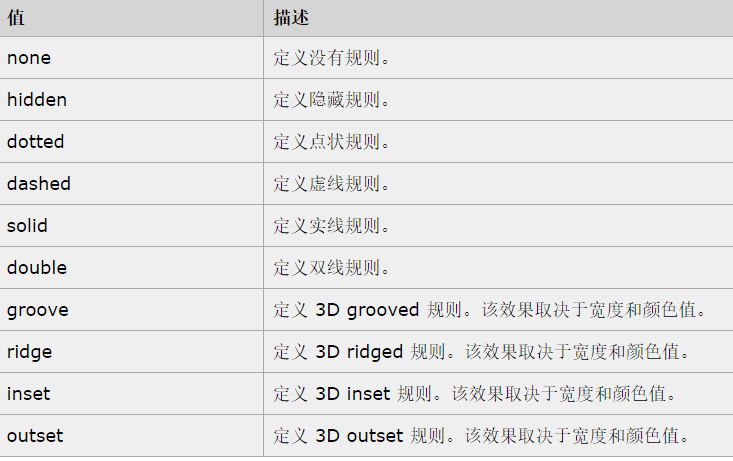 值 描述
none 定义没有规则。
hidden 定义隐藏规则。
dotted 定义点状规则。
dashed 定义虚线规则。
solid 定义实线规则。
double 定义双线规则。
groove 定义 3D grooved 规则。该效果取决于宽度和颜色值。
ridge 定义 3D ridged 规则。该效果取决于宽度和颜色值。
inset 定义 3D inset 规则。该效果取决于宽度和颜色值。
outset 定义 3D outset 规则。该效果取决于宽度和颜色值。